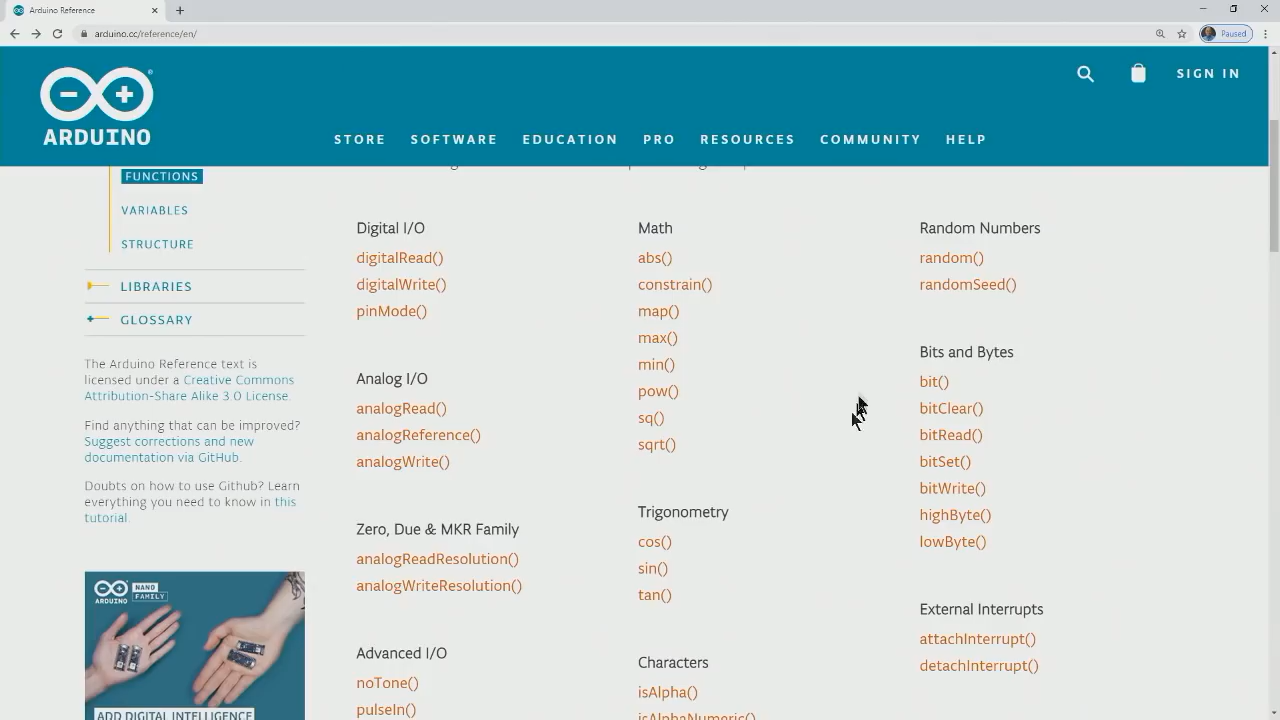 Arduino Reference
arduino.cc/reference/en/
Paused
ARDUINO
SIGN IN
STORE SOFTWARE EDUCATION PRO RESOURCES COMMUNITY HELP
FUNCTIONS
VARIABLES
STRUCTURE
LIBRARIES
GLOSSARY
The Arduino Reference text is
licensed under a Creative Commons
Attribution-Share Alike 3.0 License.
Find anything that can be improved?
Suggest corrections and new
documentation via GitHub.
Doubts on how to use Github? Learn
everything you need to know in this
tutorial.
ARDUINO
NANO
FAMILY
ADD DIGITAL INTELLIGENCE
Digital I/O
digitalRead()
digitalWrite()
pinMode()
Analog I/O
analogRead()
analogReference()
analogWrite()
Zero, Due & MKR Family
analogReadResolution()
analogWriteResolution()
Advanced I/O
noTone()
pulseIn()
Math
abs()
constrain()
map()
max()
min()
pow()
sq()
sqrt()
Trigonometry
cos()
sin()
tan()
Characters
isAlpha()
isAlphaNumeric()
Random Numbers
random()
randomSeed()
Bits and Bytes
bit()
bitClear()
bitRead()
bitSet()
bitWrite()
highByte()
lowByte()
External Interrupts
attachInterrupt()
detachInterrupt()